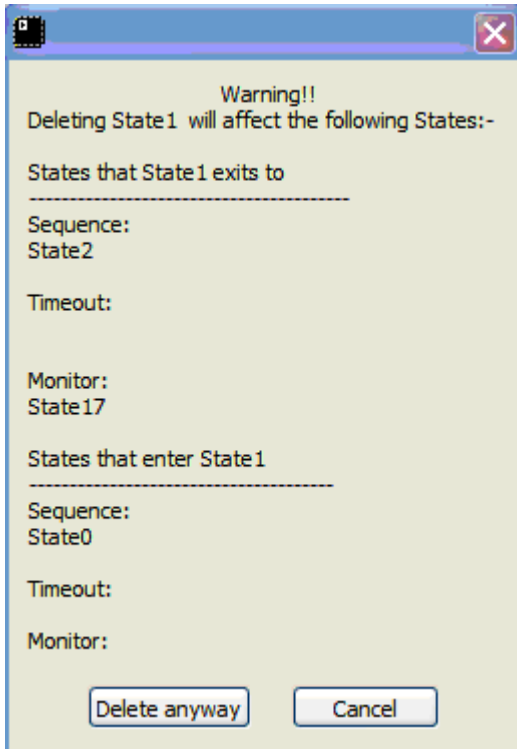 Warning!!
Deleting State1 will affect the following States:-
States that State1 exits to
----------------------------------------
Sequence:
State2
Timeout:
Monitor:
State17
States that enter State1
--------------------------------------
Sequence:
State0
Timeout:
Monitor:
Delete anyway
Cancel